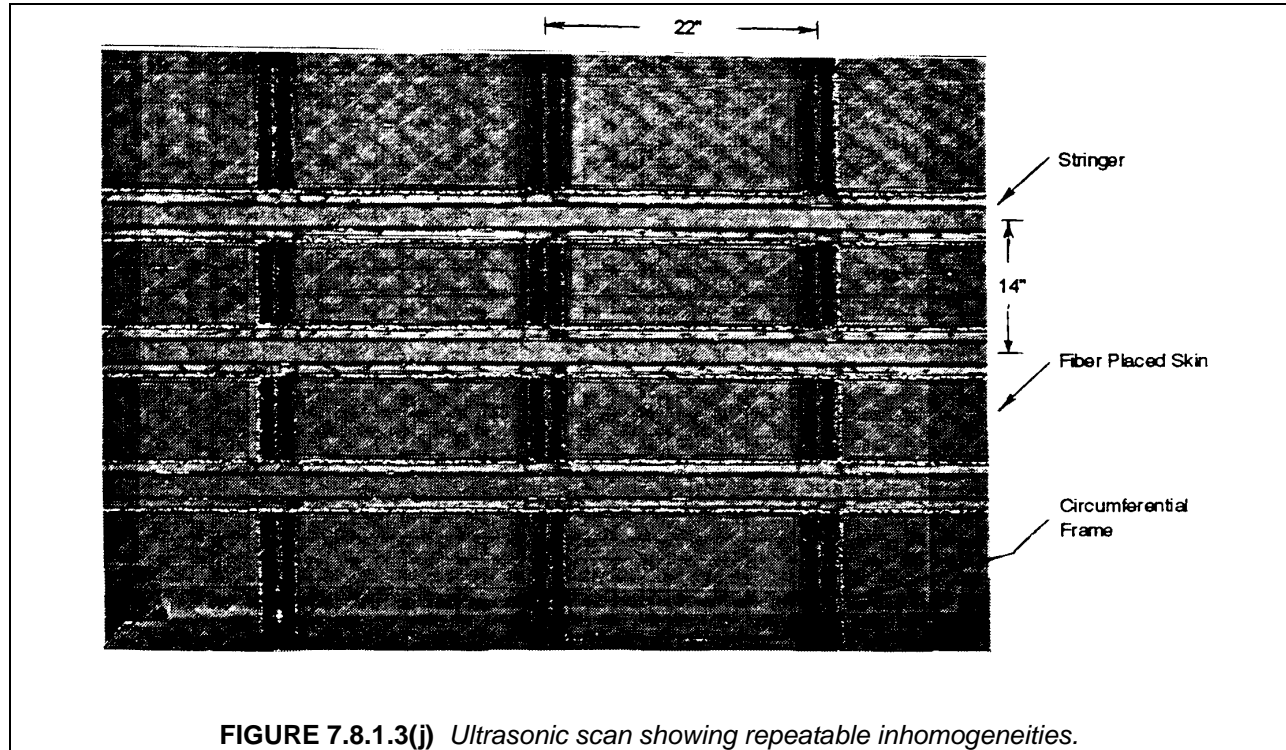 22"
Stringer
14"
Fiber Placed Skin
Circumferential
Frame
FIGURE 7.8.1.3(j) Ultrasonic scan showing repeatable inhomogeneities.